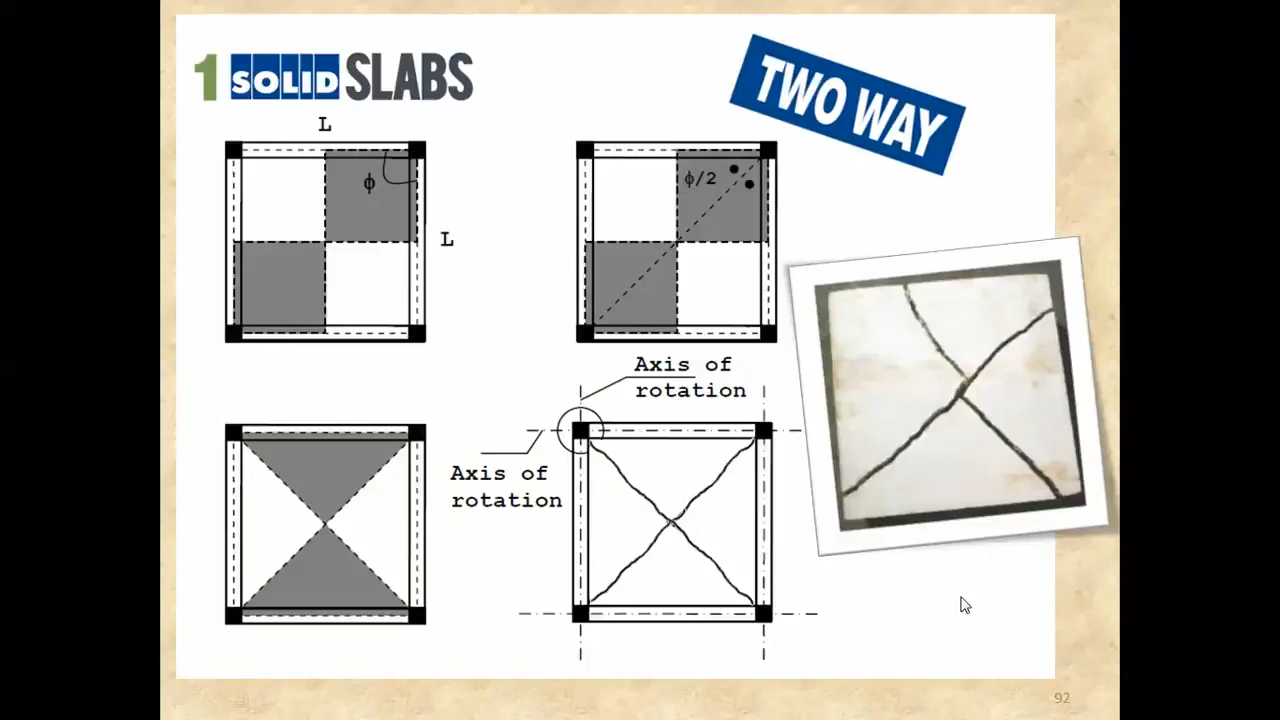 1 SOLID SLABS
TWO WAY
L
ϕ
L
ϕ/2
Axis of
rotation
Axis of
rotation
92